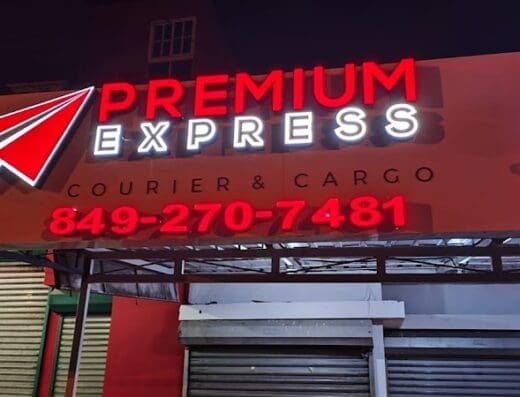 PREMIUM
EXPRESS
COURIER & CARGO
849-270-7481